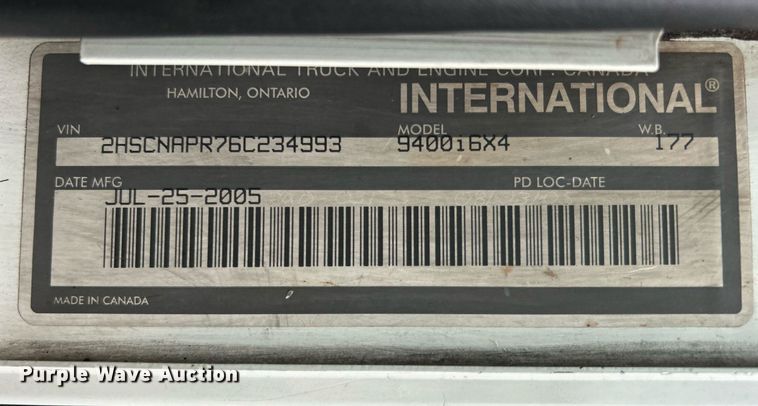 INTERNATIONAL TRUCK AND ENGINE CORP. CANADA
HAMILTON, ONTARIO INTERNATIONAL®
VIN MODEL W.B.
2HSCNAPR76C234993 9400i6X4 177
DATE MFG PD LOC-DATE
JUL-25-2005
MADE IN CANADA
Purple Wave Auction